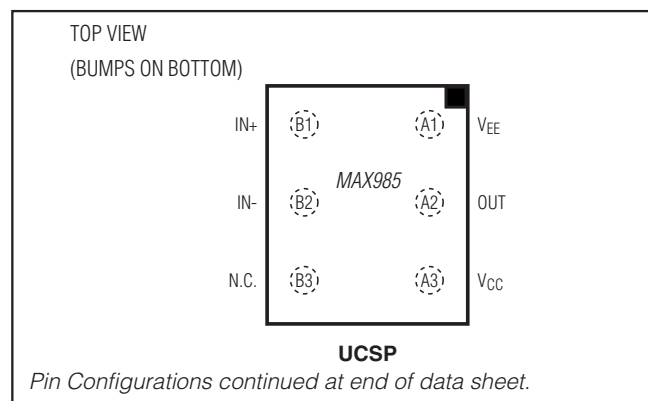 TOP VIEW
(BUMPS ON BOTTOM)
IN+ B1 A1 VEE
MAX985
IN- B2 A2 OUT
N.C. B3 A3 VCC
UCSP
Pin Configurations continued at end of data sheet.